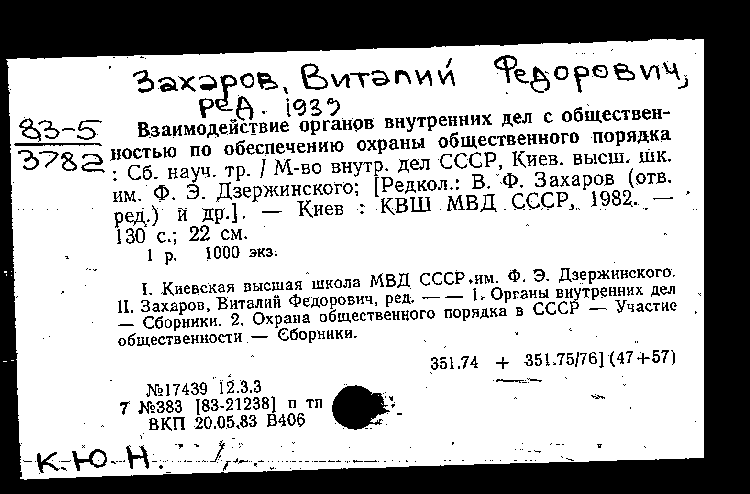 Захаров, Виталий Федорович,
ред. 1939
83-5
3782
Взаимодействие органов внутренних дел с обществен-
ностью по обеспечению охраны общественного порядка
: Сб. науч. тр. / М-во внутр. дел СССР, Киев. высш. шк.
им. Ф. Э. Дзержинского; [Редкол.: В. Ф. Захаров (отв.
ред.) и др.]. — Киев : КВШ МВД СССР, 1982. —
130 с.; 22 см.
1 р. 1000 экз.
I. Киевская высшая школа МВД СССР им. Ф. Э. Дзержинского.
II. Захаров, Виталий Федорович, ред. — — 1. Органы внутренних дел
— Сборники. 2. Охрана общественного порядка в СССР — Участие
общественности — Сборники.
351.74 + 351.75/76] (47+57)
№17439 12.3.3
7 №383 [83-21238] п тп
ВКП 20.05.83 В406
К.Ю.Н.